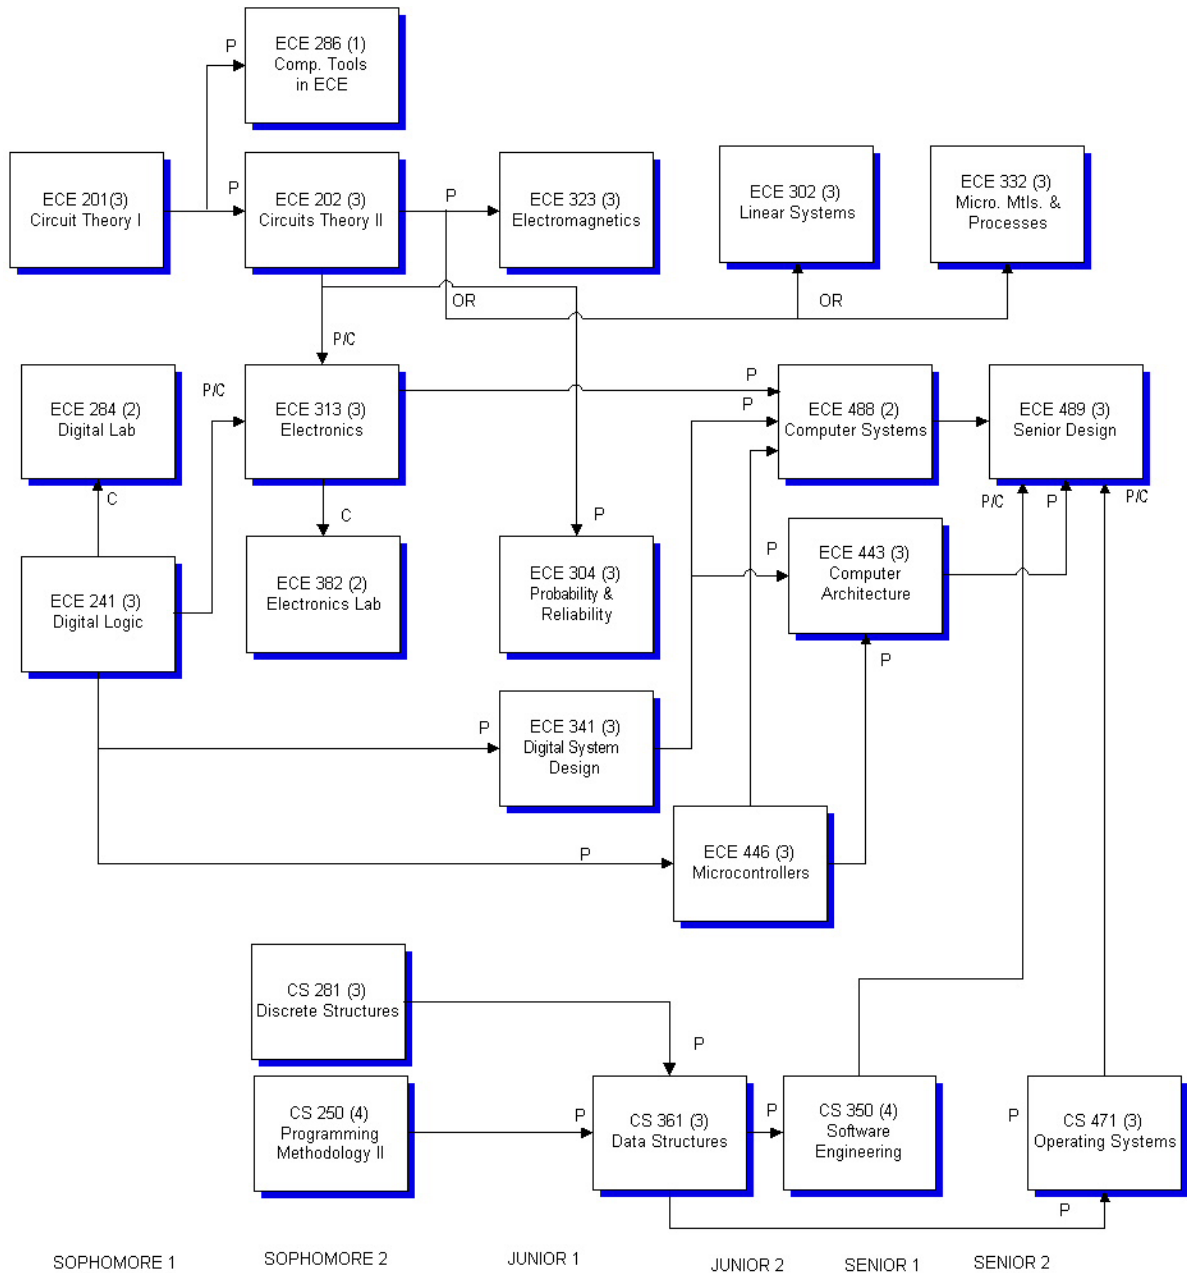 P
ECE 286 (1)
Comp. Tools
in ECE
ECE 201(3)
Circuit Theory I
P
ECE 202 (3)
Circuits Theory II
P
ECE 323 (3)
Electromagnetics
ECE 302 (3)
Linear Systems
ECE 332 (3)
Micro. Mtls. &
Processes
OR
OR
P/C
ECE 284 (2)
Digital Lab
P/C
ECE 313 (3)
Electronics
P
P
ECE 488 (2)
Computer Systems
ECE 489 (3)
Senior Design
C
C
P
P/C
P
P/C
ECE 241 (3)
Digital Logic
ECE 382 (2)
Electronics Lab
ECE 304 (3)
Probability &
Reliability
P
ECE 443 (3)
Computer
Architecture
P
P
ECE 341 (3)
Digital System
Design
P
ECE 446 (3)
Microcontrollers
CS 281 (3)
Discrete Structures
P
CS 250 (4)
Programming
Methodology II
P
CS 361 (3)
Data Structures
P
CS 350 (4)
Software
Engineering
P
CS 471 (3)
Operating Systems
P
SOPHOMORE 1
SOPHOMORE 2
JUNIOR 1
JUNIOR 2
SENIOR 1
SENIOR 2